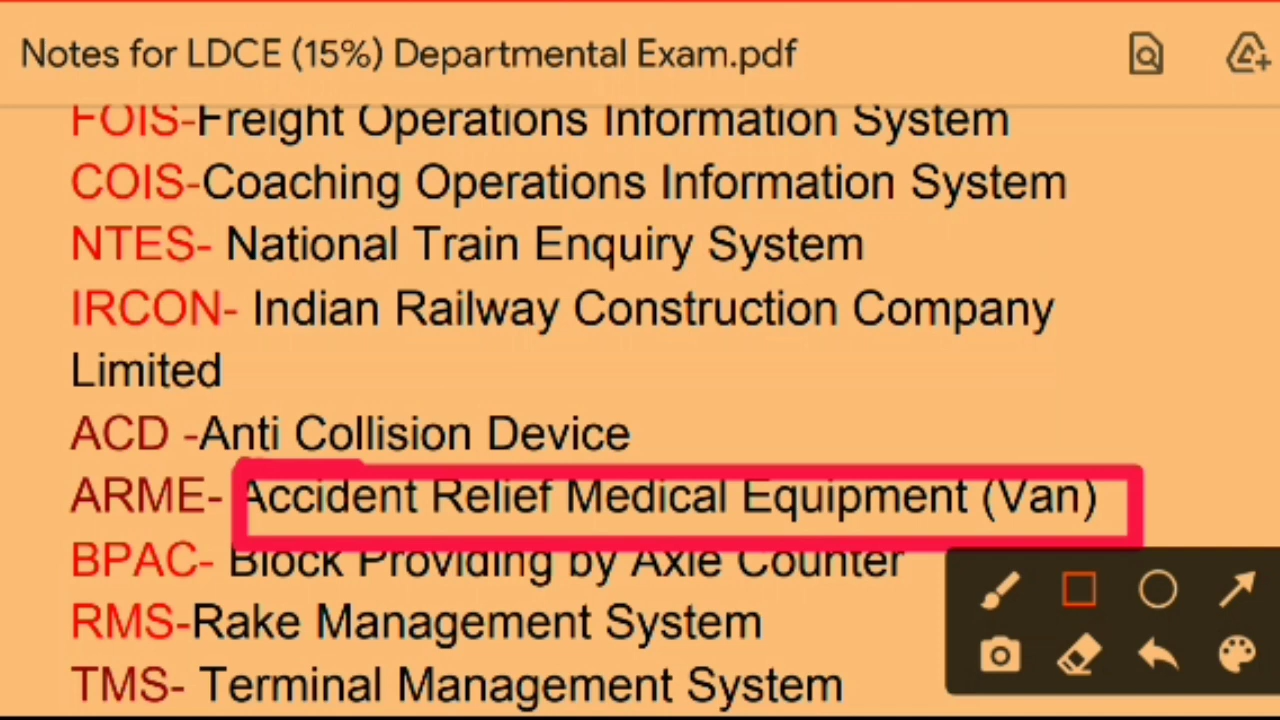 Notes for LDCE (15%) Departmental Exam.pdf
FOIS-Freight Operations Information System
COIS-Coaching Operations Information System
NTES- National Train Enquiry System
IRCON- Indian Railway Construction Company
Limited
ACD -Anti Collision Device
ARME- Accident Relief Medical Equipment (Van)
BPAC- Block Providing by Axle Counter
RMS-Rake Management System
TMS- Terminal Management System